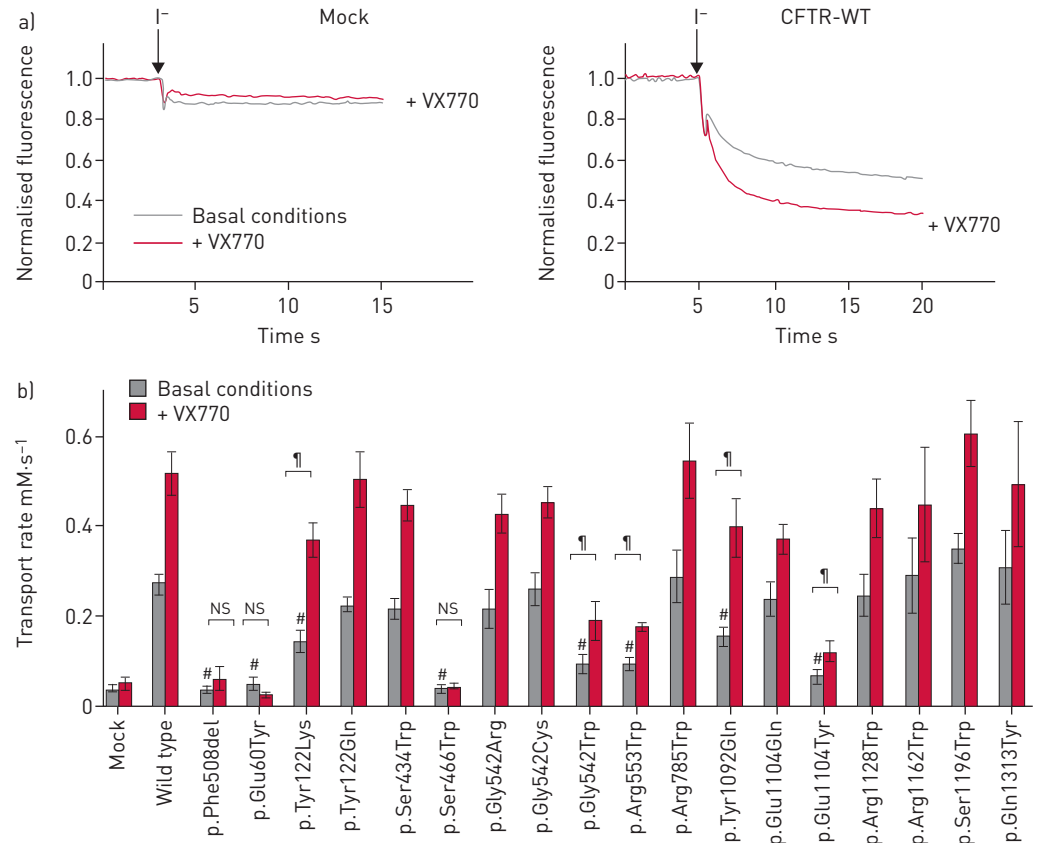 a)
I–
Mock
Normalised fluorescence
1.0
0.8
0.6
0.4
0.2
0
+ VX770
Basal conditions
+ VX770
5
10
15
Time s
I–
CFTR-WT
Normalised fluorescence
1.0
0.8
0.6
0.4
0.2
0
+ VX770
5
10
15
20
Time s
b)
Basal conditions
+ VX770
Transport rate mM·s–1
0.6
0.4
0.2
0
NS
#
NS
#
¶
#
NS
#
¶
#
¶
#
¶
#
¶
#
Mock
Wild type
p.Phe508del
p.Glu60Tyr
p.Tyr122Lys
p.Tyr122Gln
p.Ser434Trp
p.Ser466Trp
p.Gly542Arg
p.Gly542Cys
p.Gly542Trp
p.Arg553Trp
p.Arg785Trp
p.Tyr1092Gln
p.Glu1104Gln
p.Glu1104Tyr
p.Arg1128Trp
p.Arg1162Trp
p.Ser1196Trp
p.Gln1313Tyr